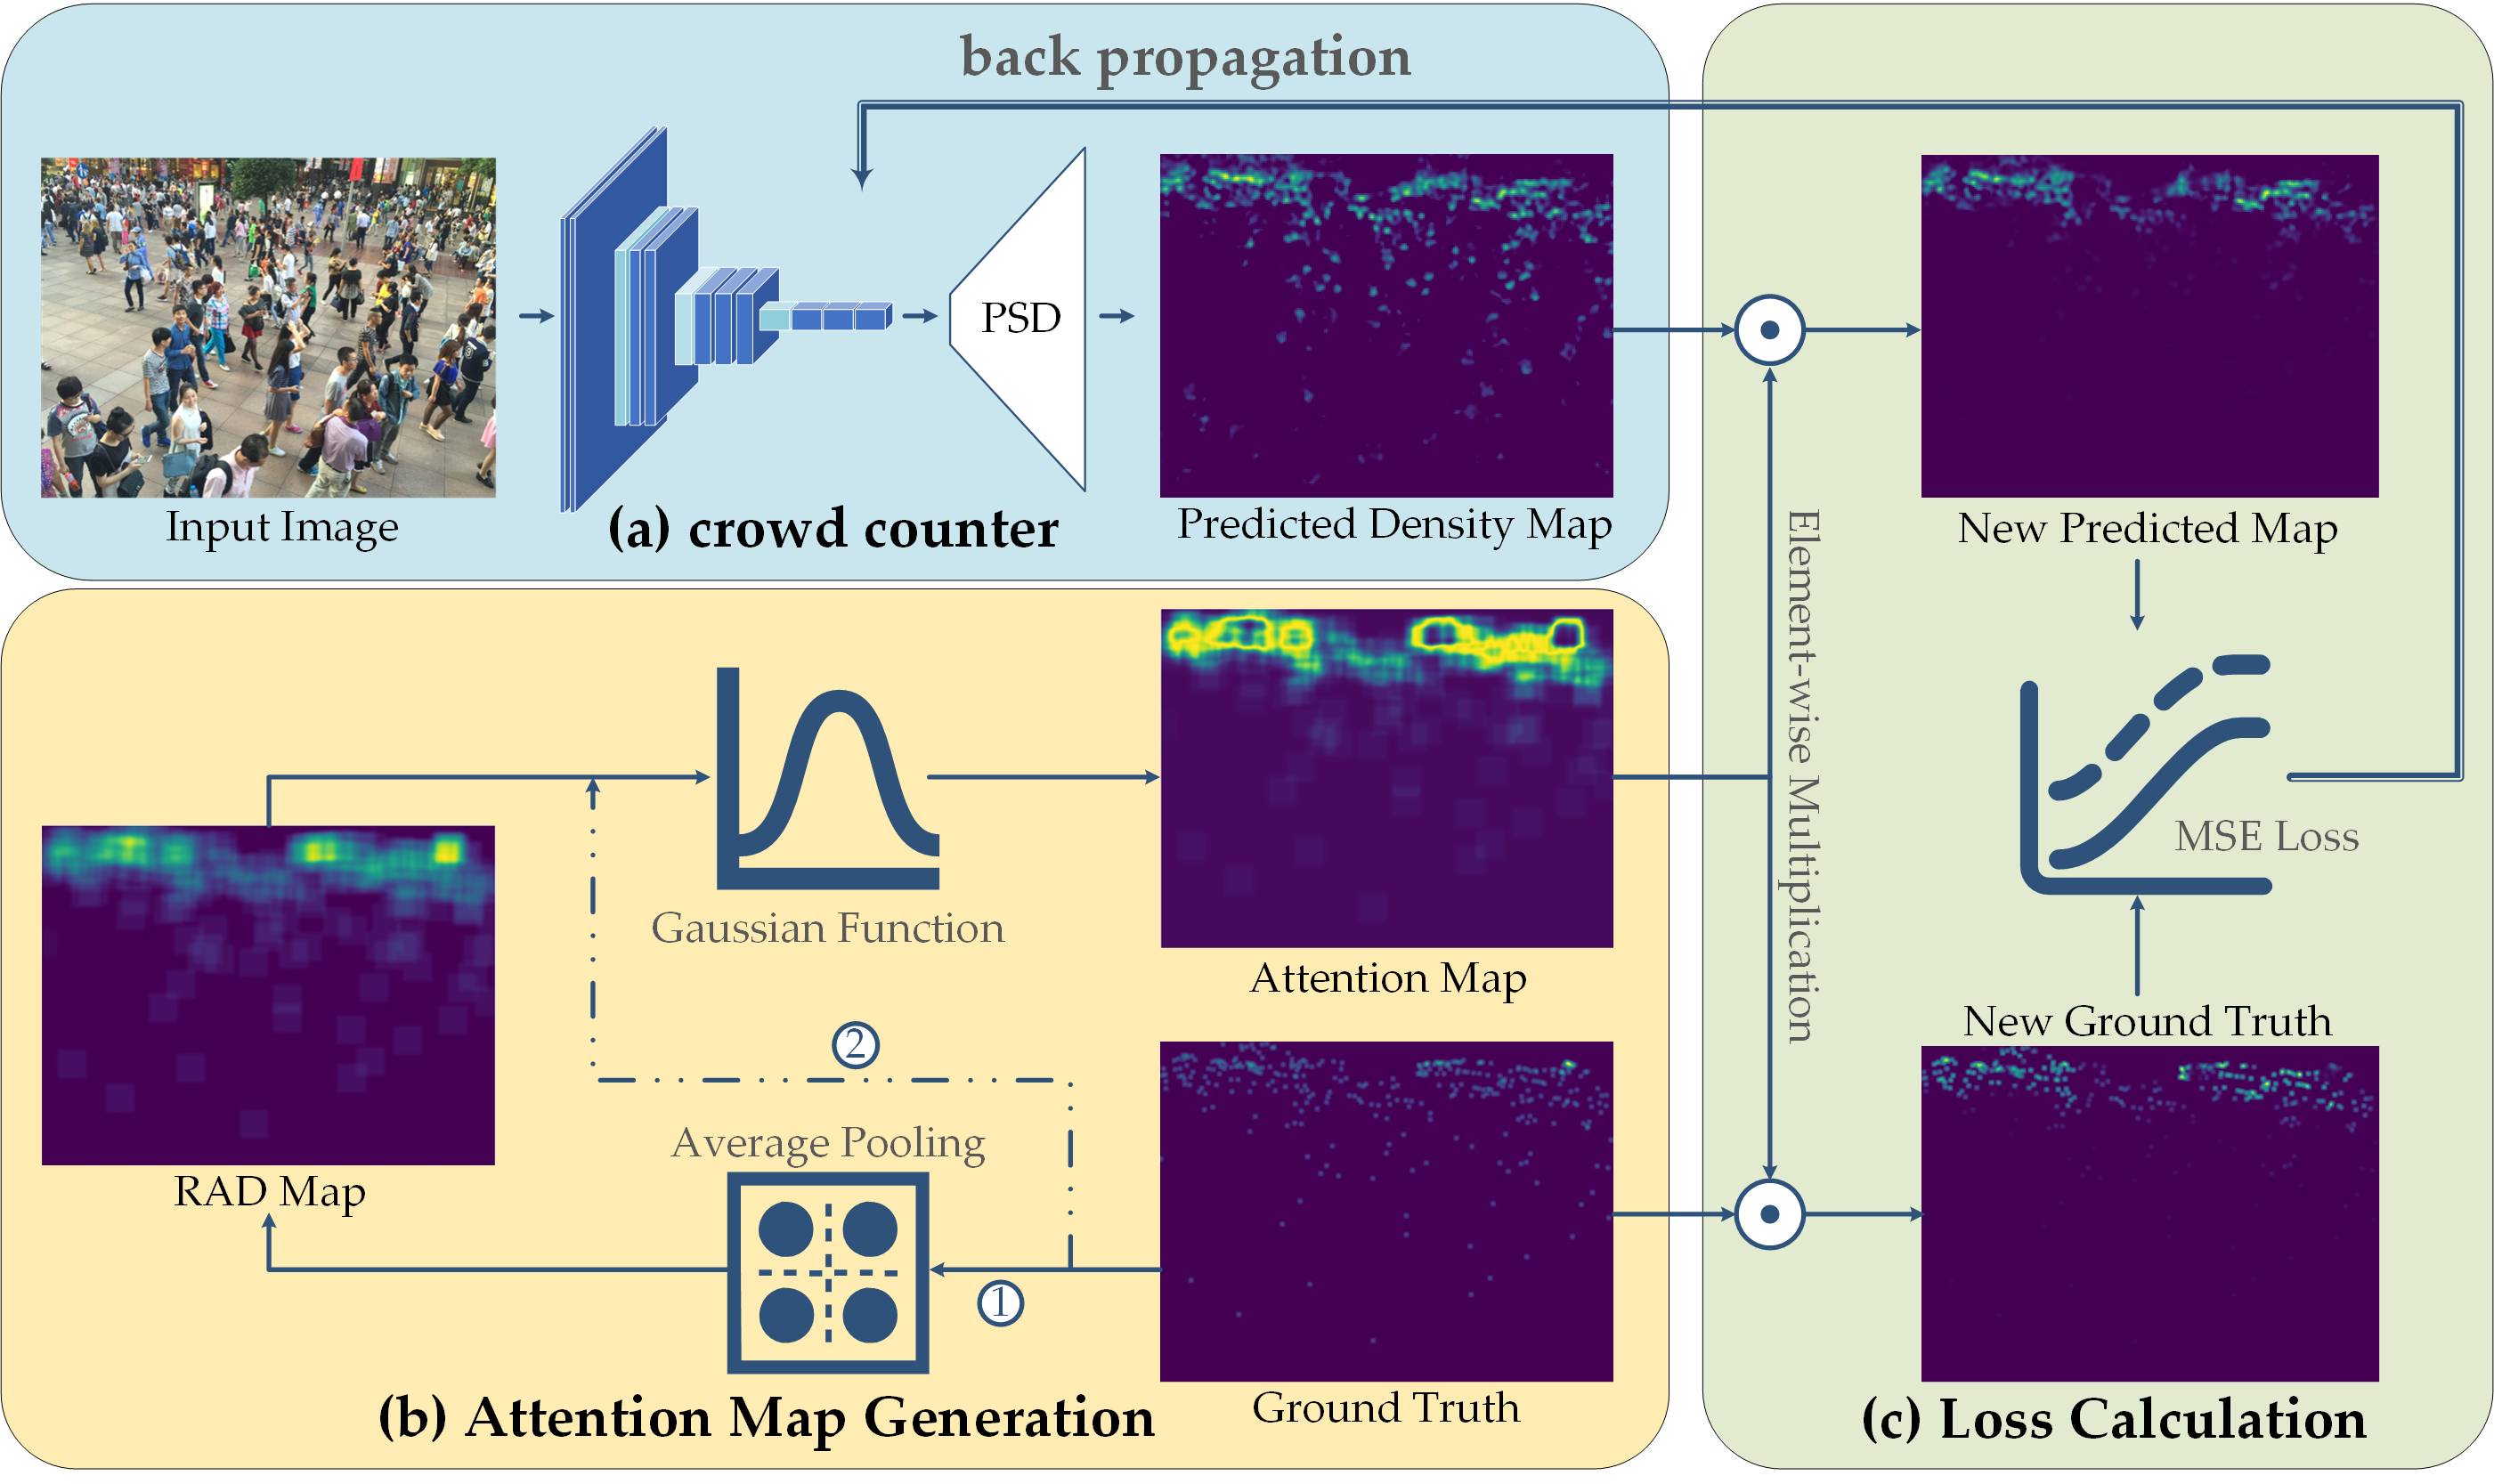 back propagation
PSD
Input Image
(a) crowd counter
Predicted Density Map
New Predicted Map
Element-wise Multiplication
MSE Loss
Gaussian Function
Attention Map
New Ground Truth
2
Average Pooling
RAD Map
1
Ground Truth
(b) Attention Map Generation
(c) Loss Calculation